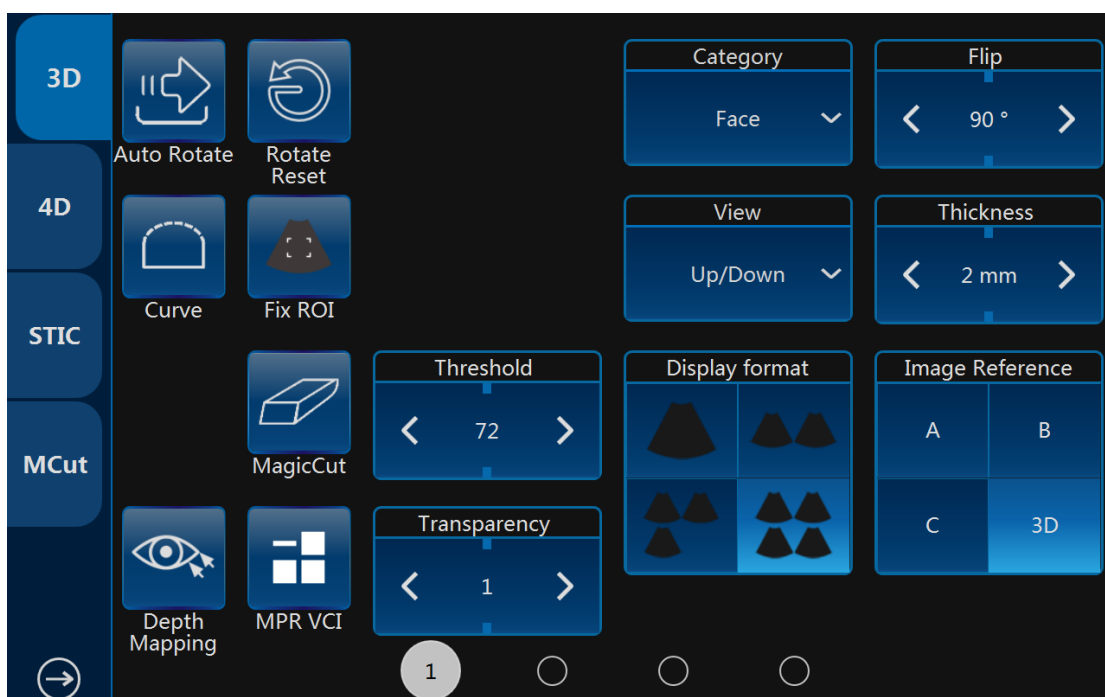 3D
4D
STIC
MCut
Auto Rotate
Rotate
Reset
Category
Face
Flip
90 °
Curve
Fix ROI
View
Up/Down
Thickness
2 mm
MagicCut
Threshold
72
Display format
Image Reference
A
B
C
3D
Depth
Mapping
MPR VCI
Transparency
1
1